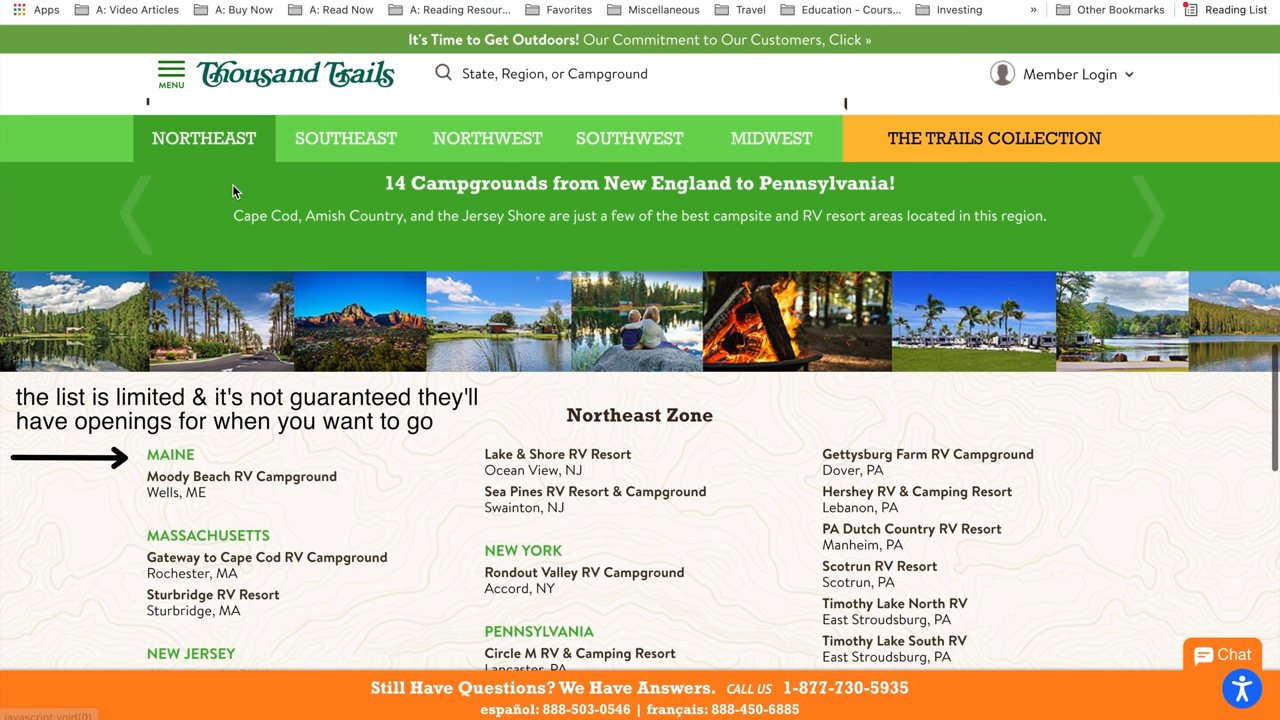 Apps
A: Video Articles
A: Buy Now
A: Read Now
A: Reading Resour...
Favorites
Miscellaneous
Travel
Education - Cours...
Investing
»
Other Bookmarks
Reading List
It's Time to Get Outdoors! Our Commitment to Our Customers, Click »
MENU
Thousand Trails
State, Region, or Campground
Member Login
NORTHEAST
SOUTHEAST
NORTHWEST
SOUTHWEST
MIDWEST
THE TRAILS COLLECTION
14 Campgrounds from New England to Pennsylvania!
Cape Cod, Amish Country, and the Jersey Shore are just a few of the best campsite and RV resort areas located in this region.
the list is limited & it's not guaranteed they'll
have openings for when you want to go
Northeast Zone
MAINE
Moody Beach RV Campground
Wells, ME
MASSACHUSETTS
Gateway to Cape Cod RV Campground
Rochester, MA
Sturbridge RV Resort
Sturbridge, MA
NEW JERSEY
Lake & Shore RV Resort
Ocean View, NJ
Sea Pines RV Resort & Campground
Swainton, NJ
NEW YORK
Rondout Valley RV Campground
Accord, NY
PENNSYLVANIA
Circle M RV & Camping Resort
Lancaster, PA
Gettysburg Farm RV Campground
Dover, PA
Hershey RV & Camping Resort
Lebanon, PA
PA Dutch Country RV Resort
Manheim, PA
Scotrun RV Resort
Scotrun, PA
Timothy Lake North RV
East Stroudsburg, PA
Timothy Lake South RV
East Stroudsburg, PA
Chat
Still Have Questions? We Have Answers. CALL US 1-877-730-5935
español: 888-503-0546 | français: 888-450-6885
javascript:void(0)